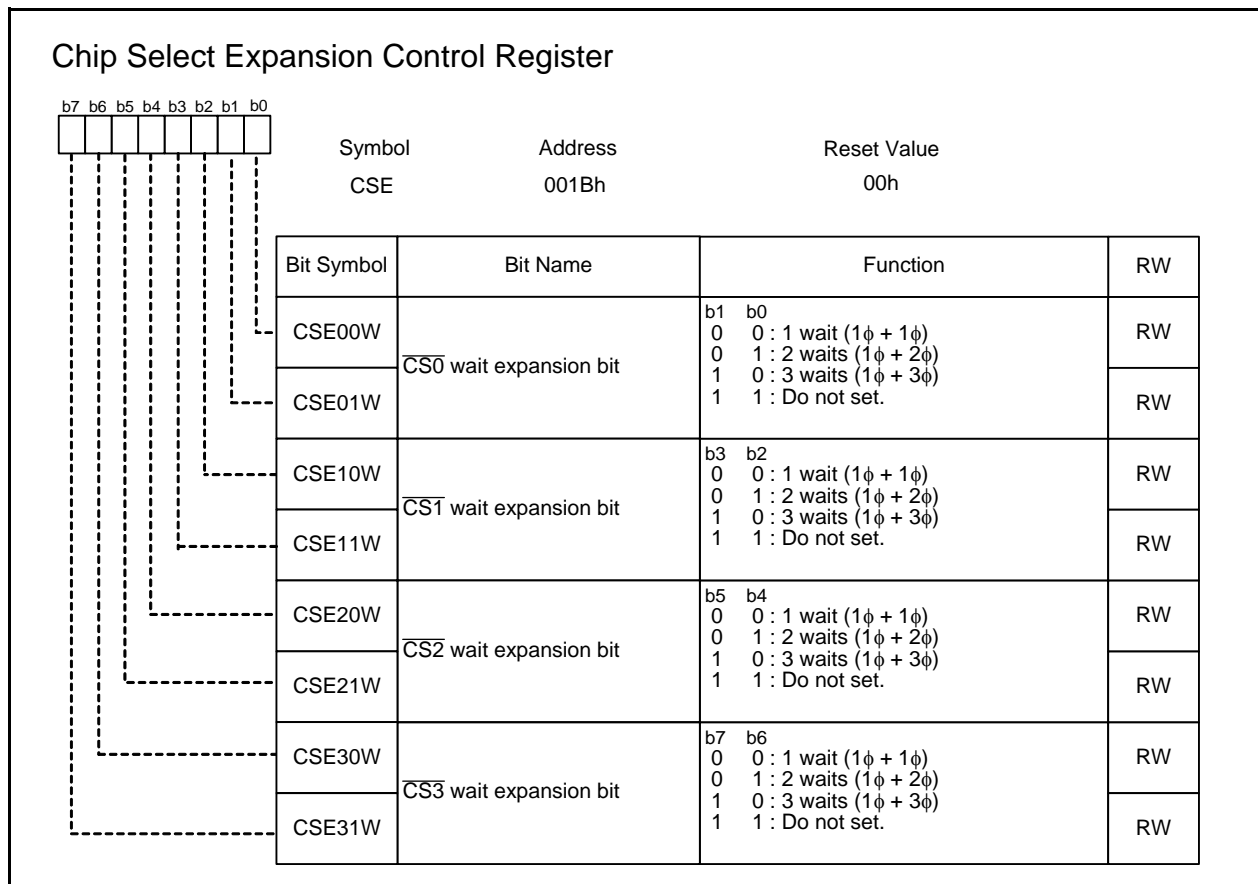 Chip Select Expansion Control Register
b7 b6 b5 b4 b3 b2 b1 b0
Symbol Address Reset Value
CSE 001Bh 00h
Bit Symbol Bit Name Function RW
CSE00W
CSE01W
C̅S̅0̅ wait expansion bit
b1 b0
0 0 : 1 wait (1ϕ + 1ϕ)
0 1 : 2 waits (1ϕ + 2ϕ)
1 0 : 3 waits (1ϕ + 3ϕ)
1 1 : Do not set.
RW
RW
CSE10W
CSE11W
C̅S̅1̅ wait expansion bit
b3 b2
0 0 : 1 wait (1ϕ + 1ϕ)
0 1 : 2 waits (1ϕ + 2ϕ)
1 0 : 3 waits (1ϕ + 3ϕ)
1 1 : Do not set.
RW
RW
CSE20W
CSE21W
C̅S̅2̅ wait expansion bit
b5 b4
0 0 : 1 wait (1ϕ + 1ϕ)
0 1 : 2 waits (1ϕ + 2ϕ)
1 0 : 3 waits (1ϕ + 3ϕ)
1 1 : Do not set.
RW
RW
CSE30W
CSE31W
C̅S̅3̅ wait expansion bit
b7 b6
0 0 : 1 wait (1ϕ + 1ϕ)
0 1 : 2 waits (1ϕ + 2ϕ)
1 0 : 3 waits (1ϕ + 3ϕ)
1 1 : Do not set.
RW
RW